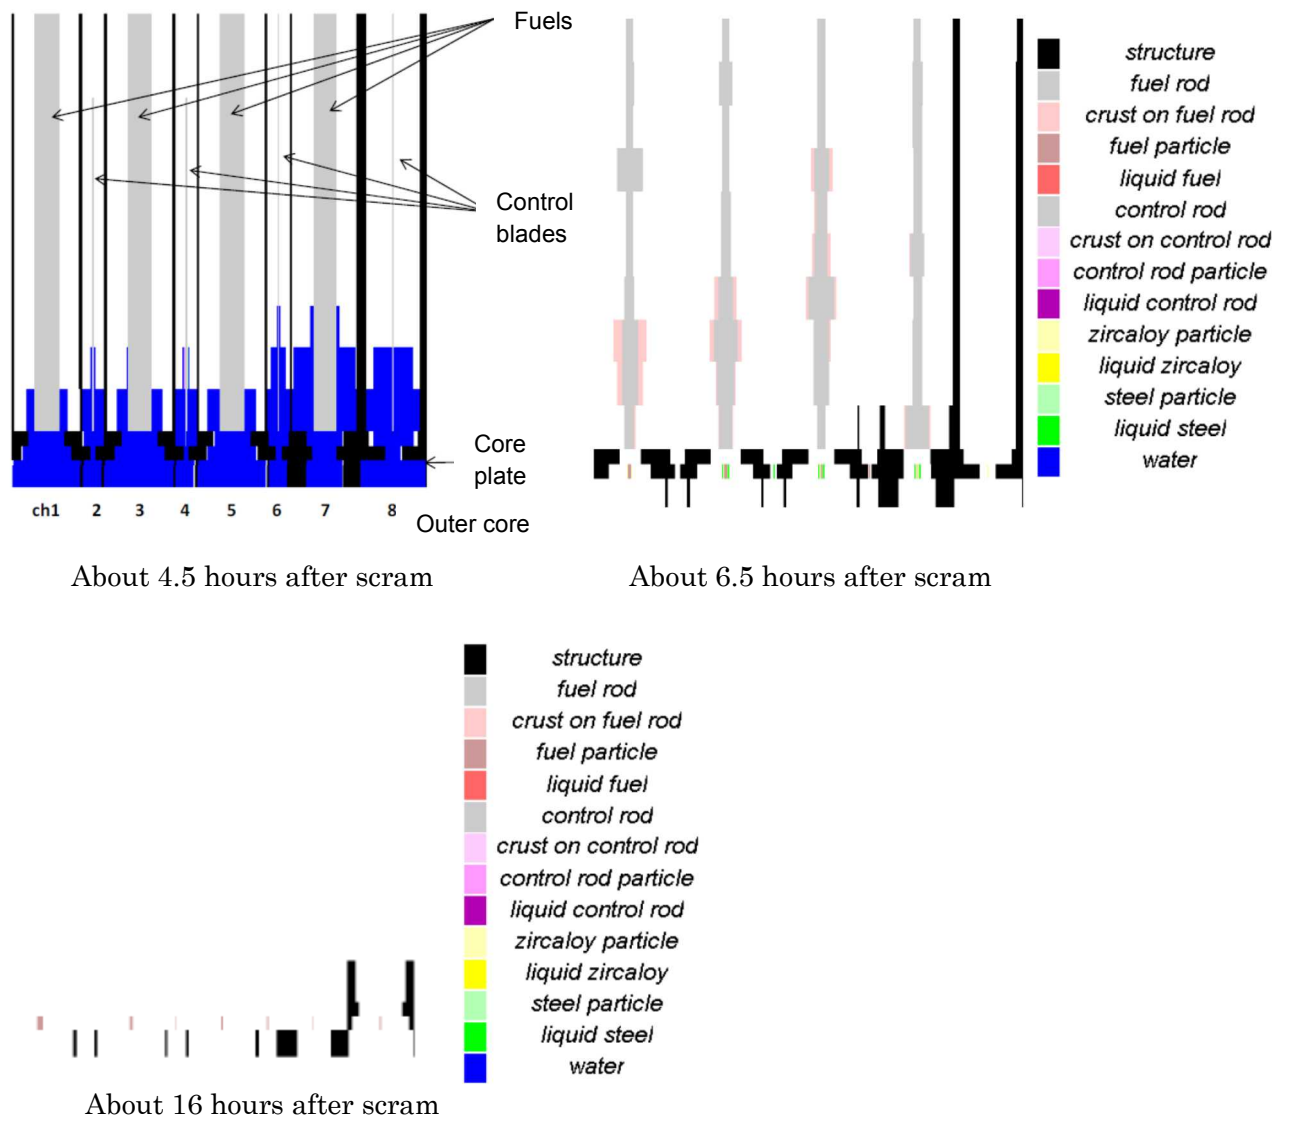 Fuels
Control
blades
Core
plate
ch1 2 3 4 5 6 7 8
Outer core
About 4.5 hours after scram
structure
fuel rod
crust on fuel rod
fuel particle
liquid fuel
control rod
crust on control rod
control rod particle
liquid control rod
zircaloy particle
liquid zircaloy
steel particle
liquid steel
water
About 6.5 hours after scram
structure
fuel rod
crust on fuel rod
fuel particle
liquid fuel
control rod
crust on control rod
control rod particle
liquid control rod
zircaloy particle
liquid zircaloy
steel particle
liquid steel
water
About 16 hours after scram